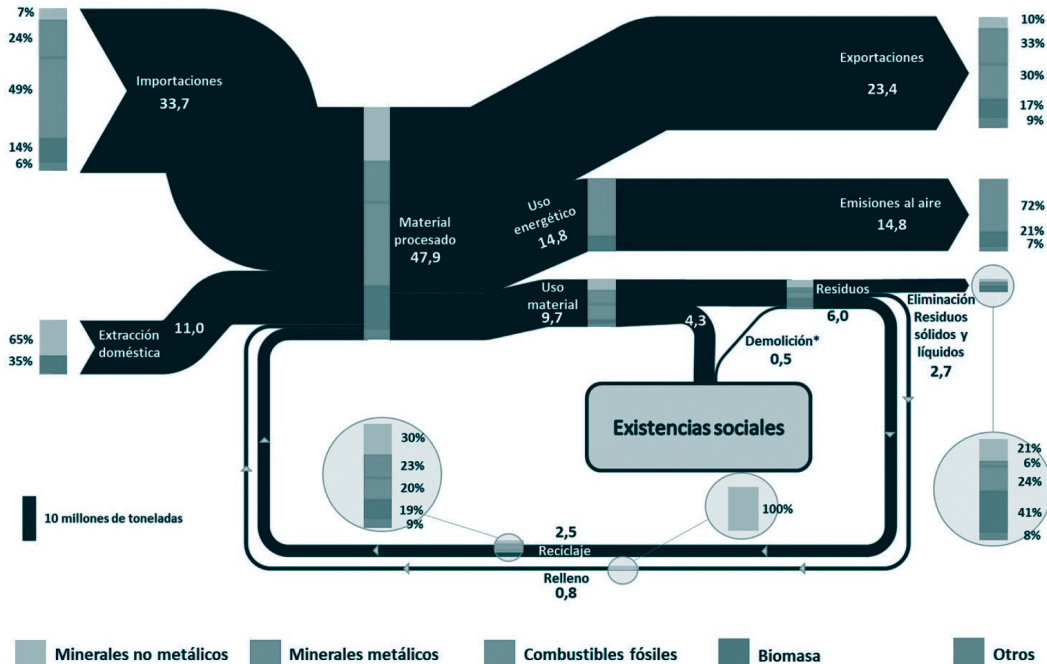 7%
24%
49%
14%
6%
Importaciones
33,7
65%
35%
Extracción
doméstica
11,0
Material
procesado
47,9
Uso
energético
14,8
Uso
material
9,7
Exportaciones
23,4
10%
33%
30%
17%
9%
Emisiones al aire
14,8
72%
21%
7%
Residuos
6,0
Eliminación
Residuos
sólidos y
líquidos
2,7
4,3
Demolición*
0,5
Existencias sociales
30%
23%
20%
19%
9%
100%
21%
6%
24%
41%
8%
10 millones de toneladas
2,5
Reciclaje
Relleno
0,8
Minerales no metálicos
Minerales metálicos
Combustibles fósiles
Biomasa
Otros